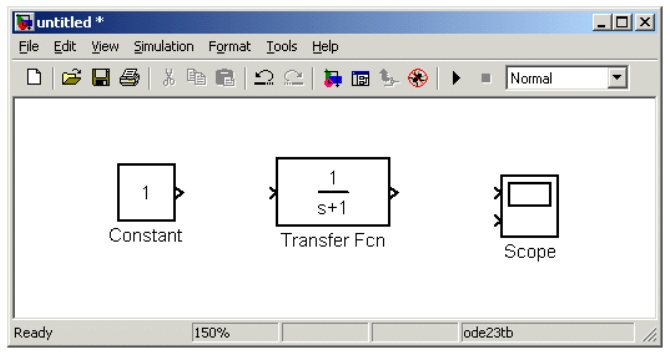 untitled *
File Edit View Simulation Format Tools Help
Normal
1
1
s+1
Constant
Transfer Fcn
Scope
Ready 150% ode23tb